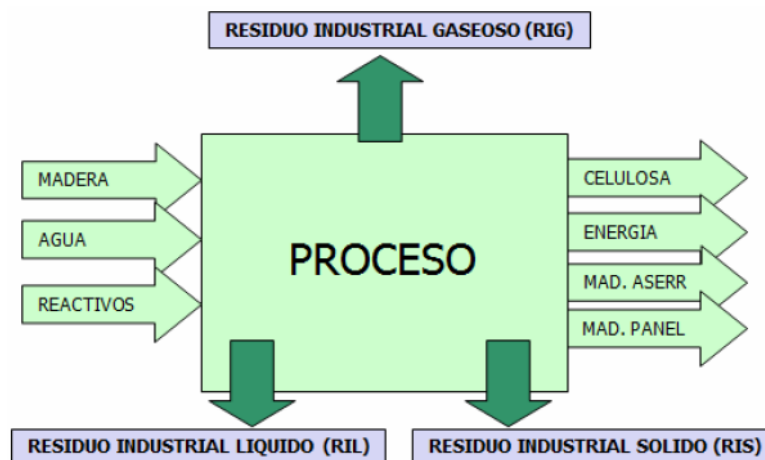 RESIDUO INDUSTRIAL GASEOSO (RIG)
MADERA
AGUA
REACTIVOS
PROCESO
CELULOSA
ENERGIA
MAD. ASERR
MAD. PANEL
RESIDUO INDUSTRIAL LIQUIDO (RIL)
RESIDUO INDUSTRIAL SOLIDO (RIS)